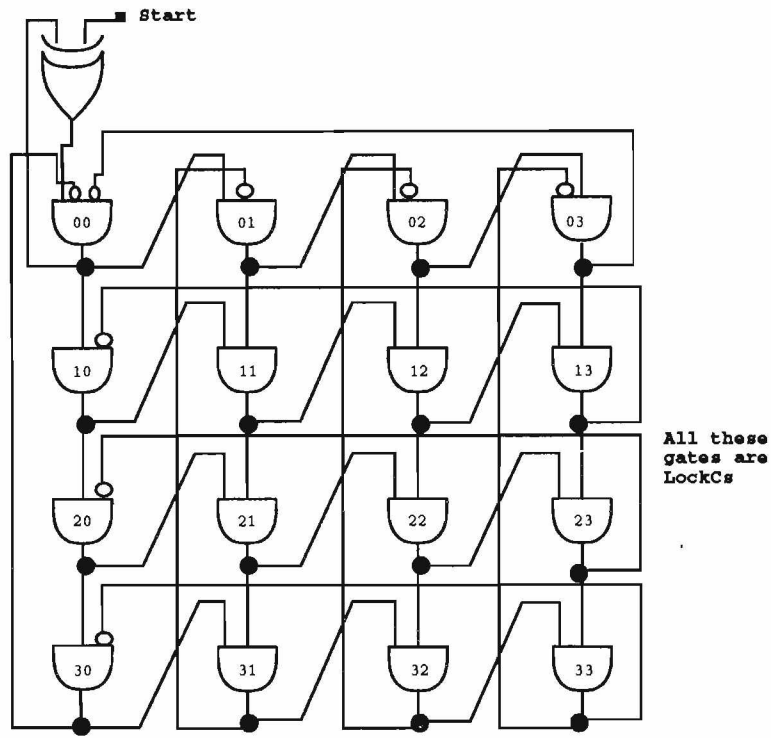 Start
00 01 02 03
10 11 12 13
All these
gates are
LockCs
20 21 22 23
30 31 32 33